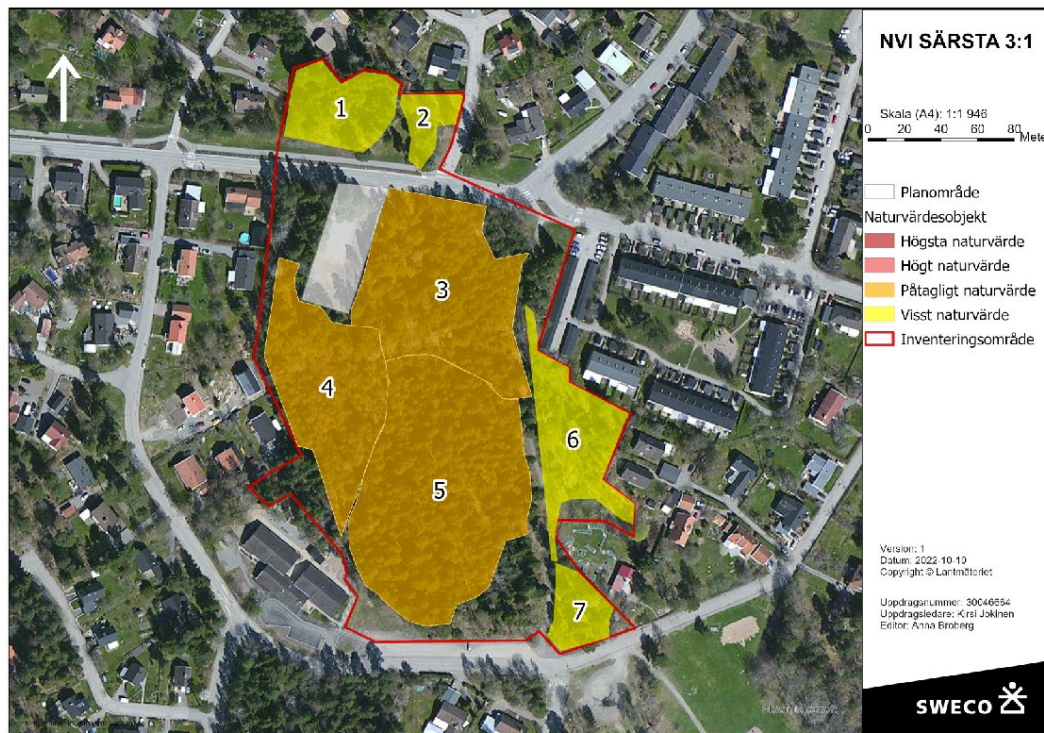 1
2
3
4
5
6
7
NVI SÄRSTA 3:1
Skala (A4): 1:1 946
0 20 40 60 80
Mete
Planområde
Naturvärdesobjekt
Högsta naturvärde
Högt naturvärde
Påtagligt naturvärde
Visst naturvärde
Inventeringsområde
Version: 1
Datum: 2022-10-10
Copyright © Lantmäteriet
Uppdragsnummer: 30046664
Uppdragsledare: Kirsi Jokinen
Editor: Anna Broberg
SWECO